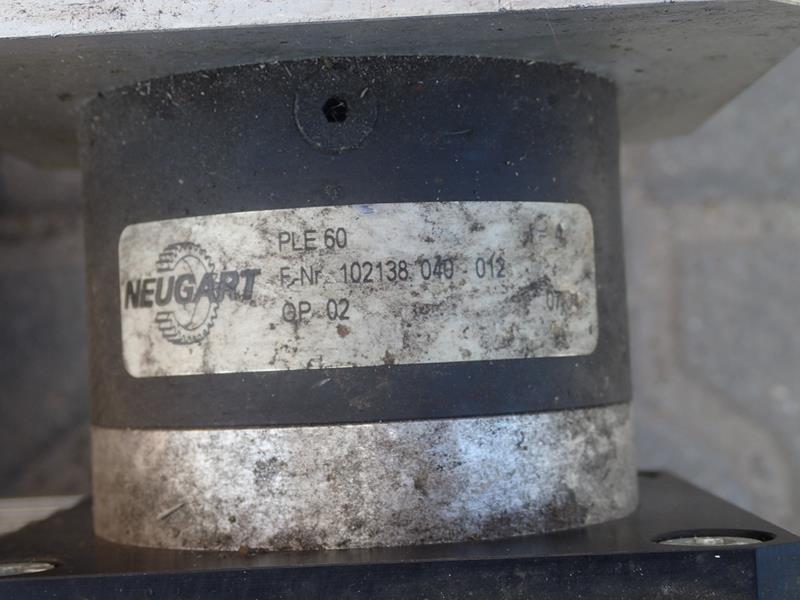 NEUGART
PLE 60
F. Nr. 102138 040 - 012
OP 02